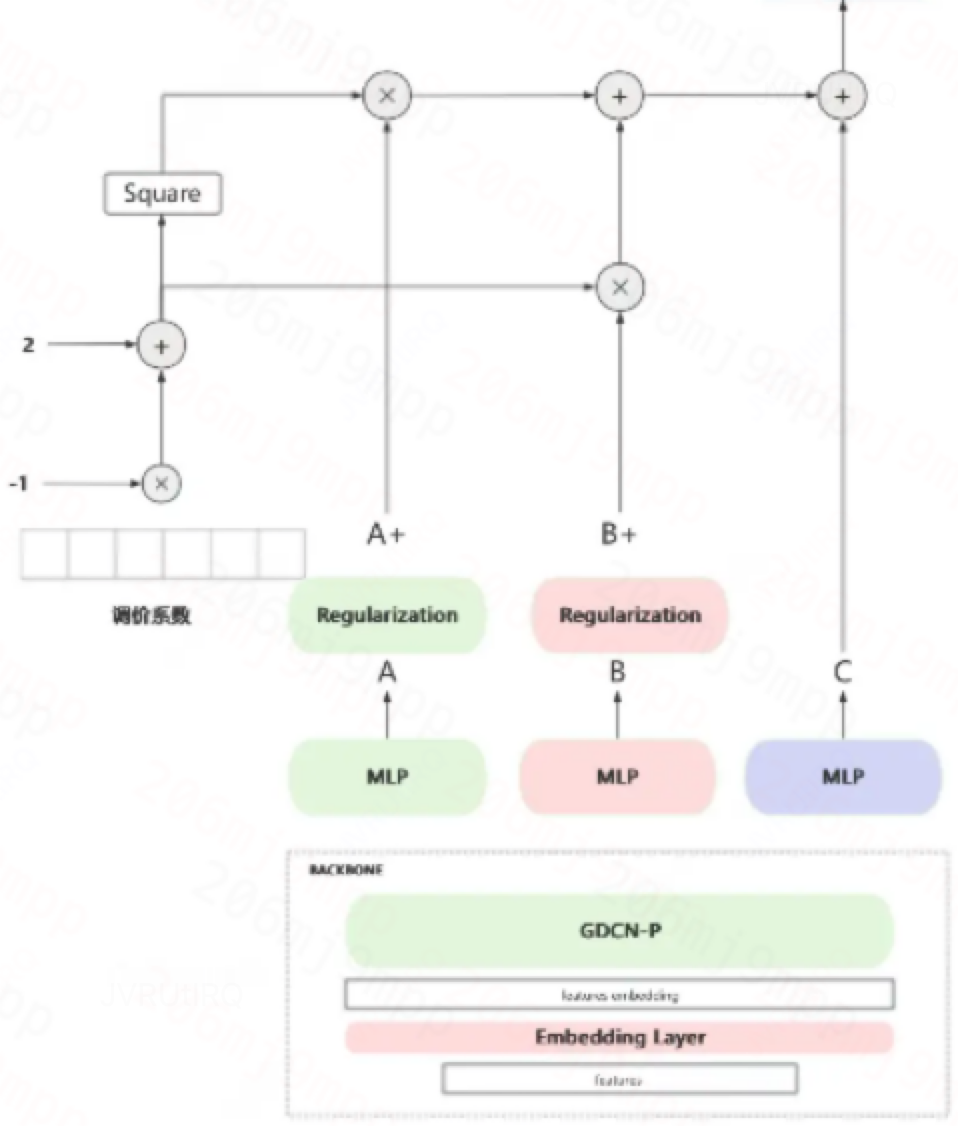 ×
+
+
Square
×
2
+
-1
×
A+
B+
调价系数
Regularization
Regularization
A
B
C
MLP
MLP
MLP
BACKBONE
GDCN-P
features embedding
Embedding Layer
features